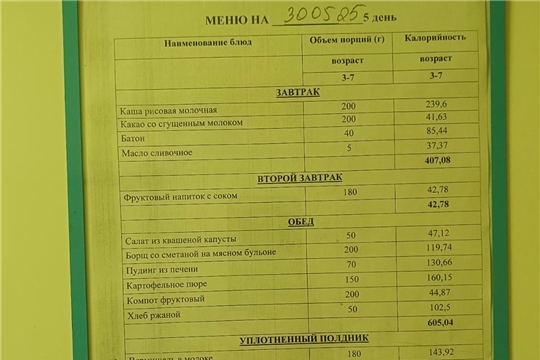 МЕНЮ НА 300525 5 день
Наименование блюд Объем порций (г) Калорийность
возраст возраст
3-7 3-7
ЗАВТРАК
Каша рисовая молочная 200 239,6
Какао со сгущенным молоком 200 41,63
Батон 40 85,44
Масло сливочное 5 37,37
407,08
ВТОРОЙ ЗАВТРАК
Фруктовый напиток с соком 180 42,78
42,78
ОБЕД
Салат из квашеной капусты 50 47,12
Борщ со сметаной на мясном бульоне 200 119,74
Пудинг из печени 70 130,66
Картофельное пюре 150 160,15
Компот фруктовый 200 44,87
Хлеб ржаной 50 102,5
605,04
УПЛОТНЕННЫЙ ПОЛДНИК
Вермишель в молоке 180 143,92